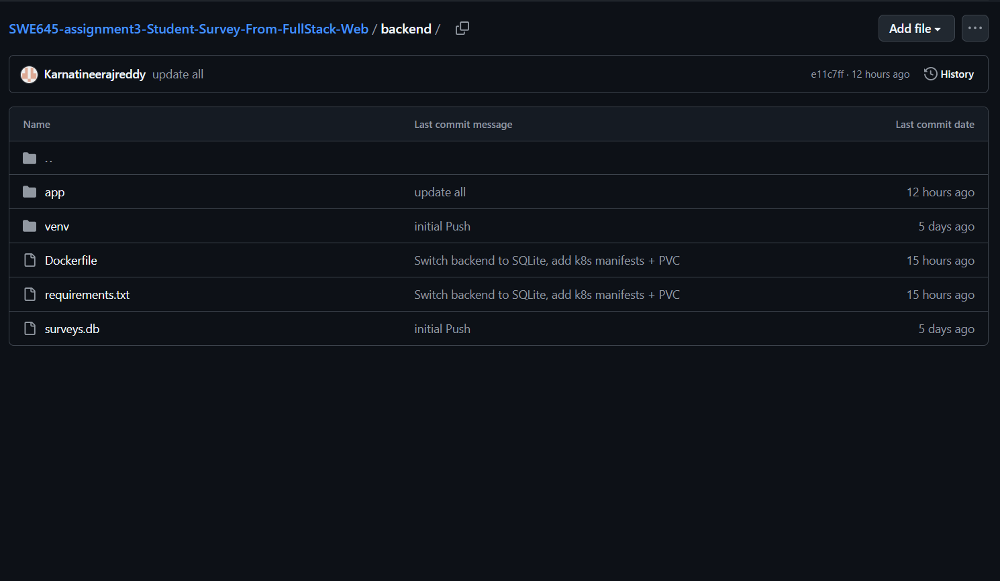 SWE645-assignment3-Student-Survey-From-FullStack-Web / backend /
Add file
Karnatineerajreddy update all
e11c7ff · 12 hours ago
History
Name Last commit message Last commit date
..
app update all 12 hours ago
venv initial Push 5 days ago
Dockerfile Switch backend to SQLite, add k8s manifests + PVC 15 hours ago
requirements.txt Switch backend to SQLite, add k8s manifests + PVC 15 hours ago
surveys.db initial Push 5 days ago